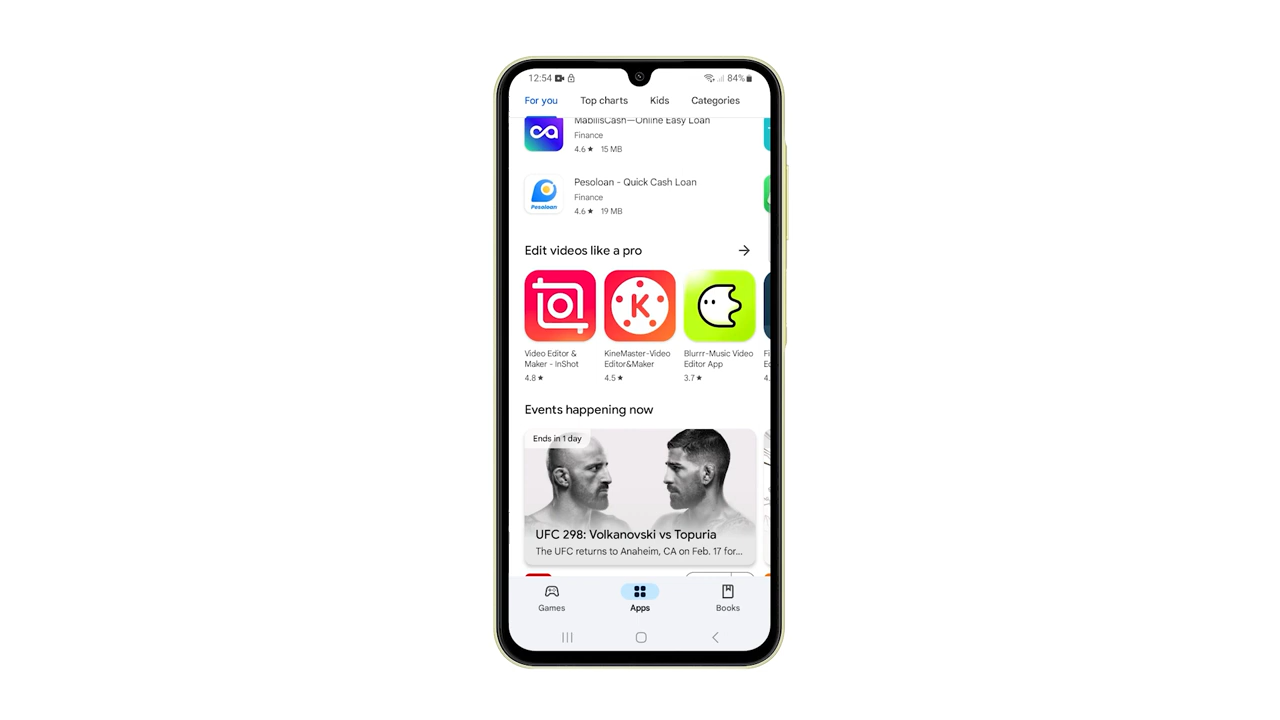 12:54
84%
For you
Top charts
Kids
Categories
MabilisCash—Online Easy Loan
Finance
4.6★ 15 MB
Pesoloan - Quick Cash Loan
Pesoloan
Finance
4.6★ 19 MB
Edit videos like a pro
Video Editor &
Maker - InShot
4.8★
KineMaster-Video
Editor&Maker
4.5★
Blurrr-Music Video
Editor App
3.7★
Events happening now
Ends in 1 day
UFC 298: Volkanovski vs Topuria
The UFC returns to Anaheim, CA on Feb. 17 for...
Games
Apps
Books